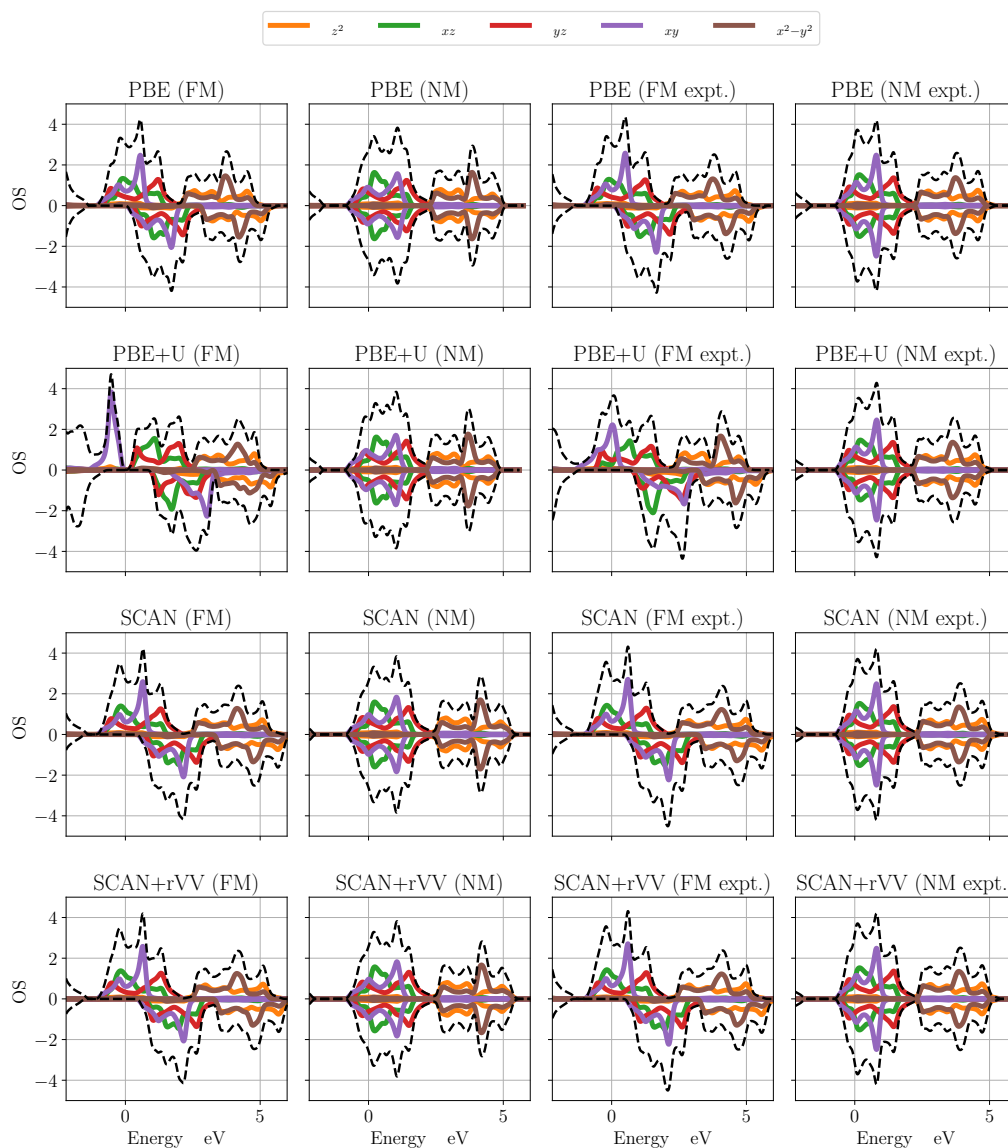 z² xz yz xy x²−y²
PBE (FM) PBE (NM) PBE (FM expt.) PBE (NM expt.)
4
2
0
−2
−4
OS
PBE+U (FM) PBE+U (NM) PBE+U (FM expt.) PBE+U (NM expt.)
4
2
0
−2
−4
OS
SCAN (FM) SCAN (NM) SCAN (FM expt.) SCAN (NM expt.)
4
2
0
−2
−4
OS
SCAN+rVV (FM) SCAN+rVV (NM) SCAN+rVV (FM expt.) SCAN+rVV (NM expt.)
4
2
0
−2
−4
OS
0 5 0 5 0 5 0 5
Energy eV Energy eV Energy eV Energy eV